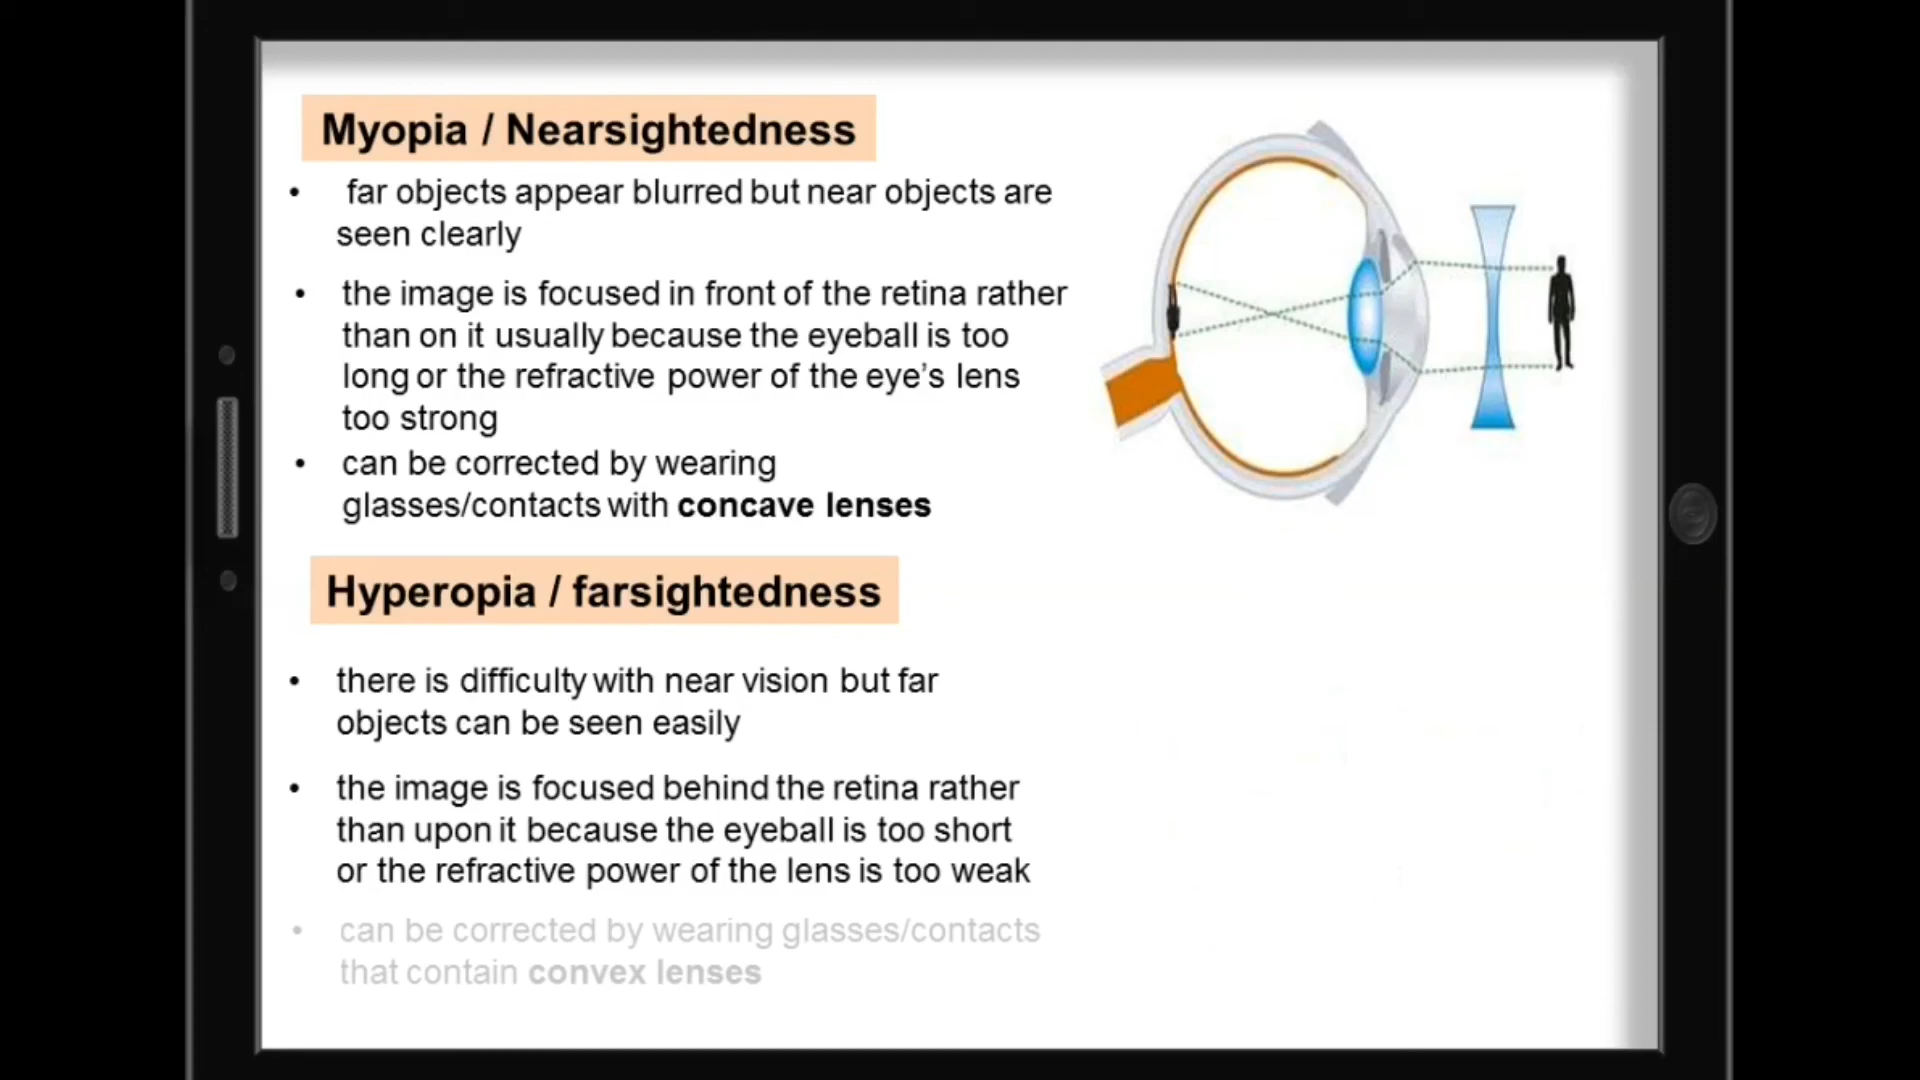 Myopia / Nearsightedness
• far objects appear blurred but near objects are
seen clearly
• the image is focused in front of the retina rather
than on it usually because the eyeball is too
long or the refractive power of the eye’s lens
too strong
• can be corrected by wearing
glasses/contacts with concave lenses
Hyperopia / farsightedness
• there is difficulty with near vision but far
objects can be seen easily
• the image is focused behind the retina rather
than upon it because the eyeball is too short
or the refractive power of the lens is too weak
• can be corrected by wearing glasses/contacts
that contain convex lenses